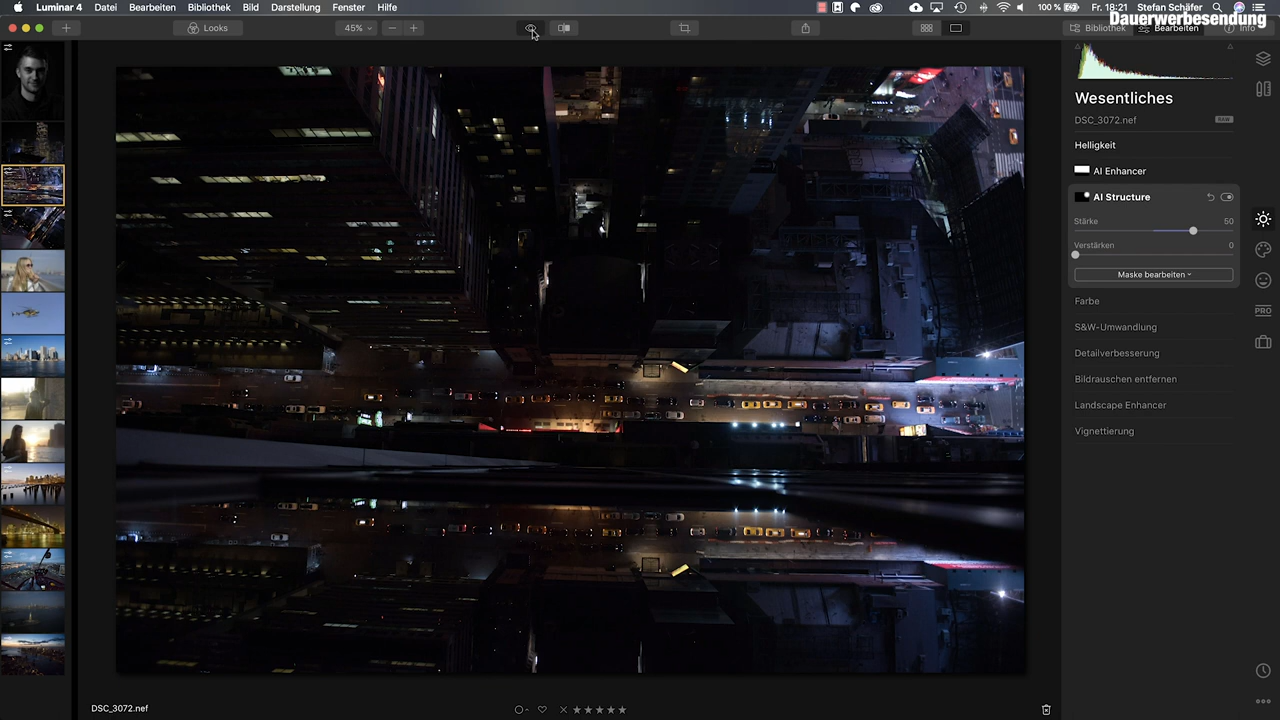 Luminar 4 Datei Bearbeiten Bibliothek Bild Darstellung Fenster Hilfe
100 % Fr. 18:21 Stefan Schäfer
Dauerwerbesendung
Looks
45%
Bibliothek Bearbeiten Info
Wesentliches
DSC_3072.nef
RAW
Helligkeit
AI Enhancer
AI Structure
Stärke 50
Verstärken 0
Maske bearbeiten
Farbe
S&W-Umwandlung
Detailverbesserung
Bildrauschen entfernen
Landscape Enhancer
Vignettierung
PRO
DSC_3072.nef